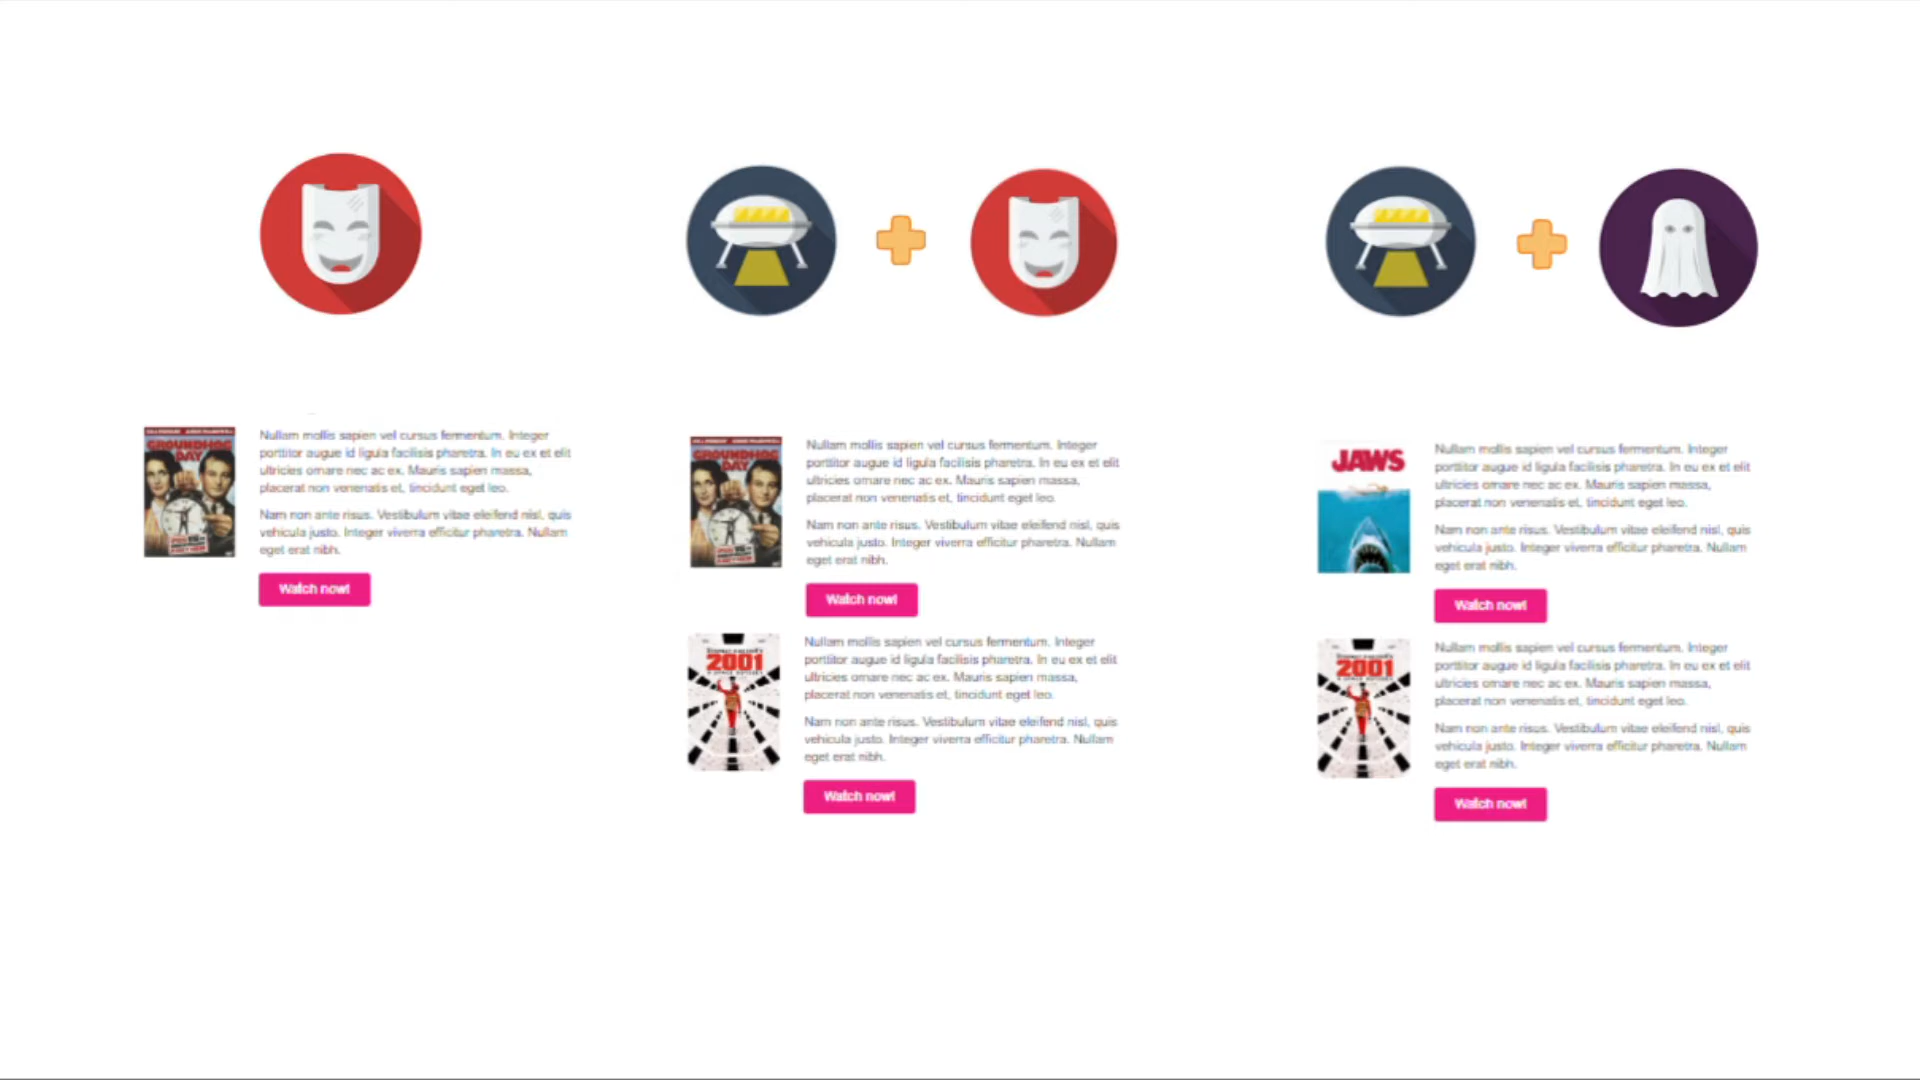 GROUNDHOG
DAY
Nullam mollis sapien vel cursus fermentum. Integer
porttitor augue id ligula facilisis pharetra. In eu ex et elit
ultricies ornare nec ac ex. Mauris sapien massa,
placerat non venenatis et, tincidunt eget leo.
Nam non ante risus. Vestibulum vitae eleifend nisl, quis
vehicula justo. Integer viverra efficitur pharetra. Nullam
eget erat nibh.
Watch now!
GROUNDHOG
DAY
Nullam mollis sapien vel cursus fermentum. Integer
porttitor augue id ligula facilisis pharetra. In eu ex et elit
ultricies ornare nec ac ex. Mauris sapien massa,
placerat non venenatis et, tincidunt eget leo.
Nam non ante risus. Vestibulum vitae eleifend nisl, quis
vehicula justo. Integer viverra efficitur pharetra. Nullam
eget erat nibh.
Watch now!
2001
Nullam mollis sapien vel cursus fermentum. Integer
porttitor augue id ligula facilisis pharetra. In eu ex et elit
ultricies ornare nec ac ex. Mauris sapien massa,
placerat non venenatis et, tincidunt eget leo.
Nam non ante risus. Vestibulum vitae eleifend nisl, quis
vehicula justo. Integer viverra efficitur pharetra. Nullam
eget erat nibh.
Watch now!
JAWS
Nullam mollis sapien vel cursus fermentum. Integer
porttitor augue id ligula facilisis pharetra. In eu ex et elit
ultricies ornare nec ac ex. Mauris sapien massa,
placerat non venenatis et, tincidunt eget leo.
Nam non ante risus. Vestibulum vitae eleifend nisl, quis
vehicula justo. Integer viverra efficitur pharetra. Nullam
eget erat nibh.
Watch now!
2001
Nullam mollis sapien vel cursus fermentum. Integer
porttitor augue id ligula facilisis pharetra. In eu ex et elit
ultricies ornare nec ac ex. Mauris sapien massa,
placerat non venenatis et, tincidunt eget leo.
Nam non ante risus. Vestibulum vitae eleifend nisl, quis
vehicula justo. Integer viverra efficitur pharetra. Nullam
eget erat nibh.
Watch now!